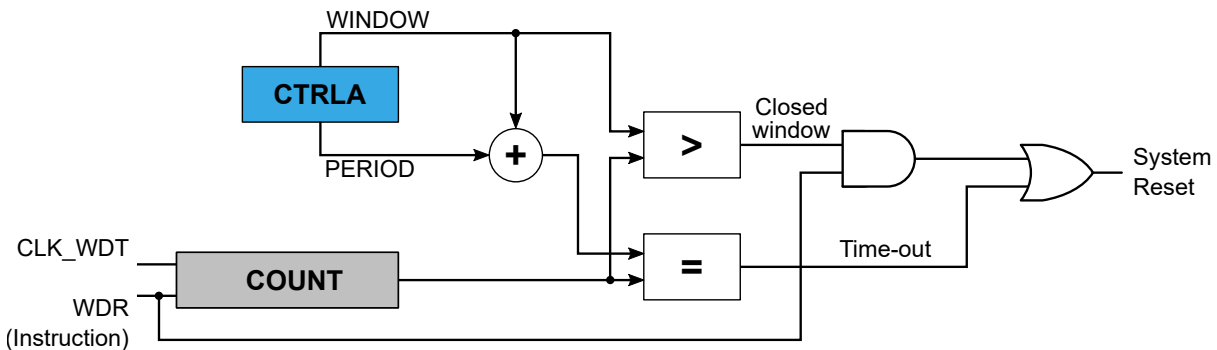 WINDOW
CTRLA
PERIOD
+
>
=
Closed
window
System
Reset
Time-out
CLK_WDT
COUNT
WDR
(Instruction)